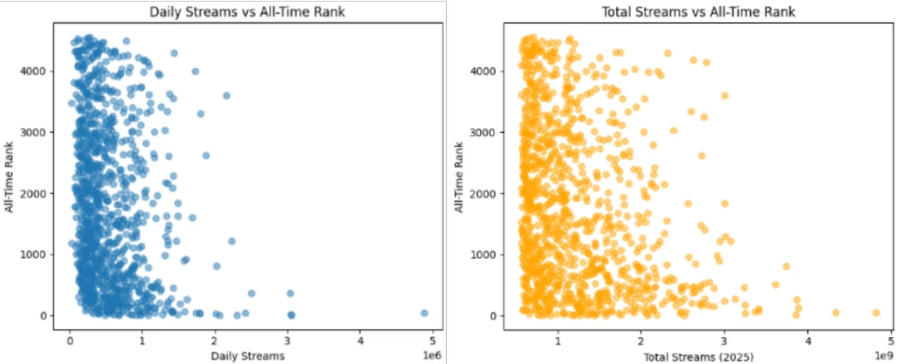 Daily Streams vs All-Time Rank
All-Time Rank
4000
3000
2000
1000
0
0
1
2
3
4
5
1e6
Daily Streams
Total Streams vs All-Time Rank
All-Time Rank
4000
3000
2000
1000
0
1
2
3
4
5
1e9
Total Streams (2025)